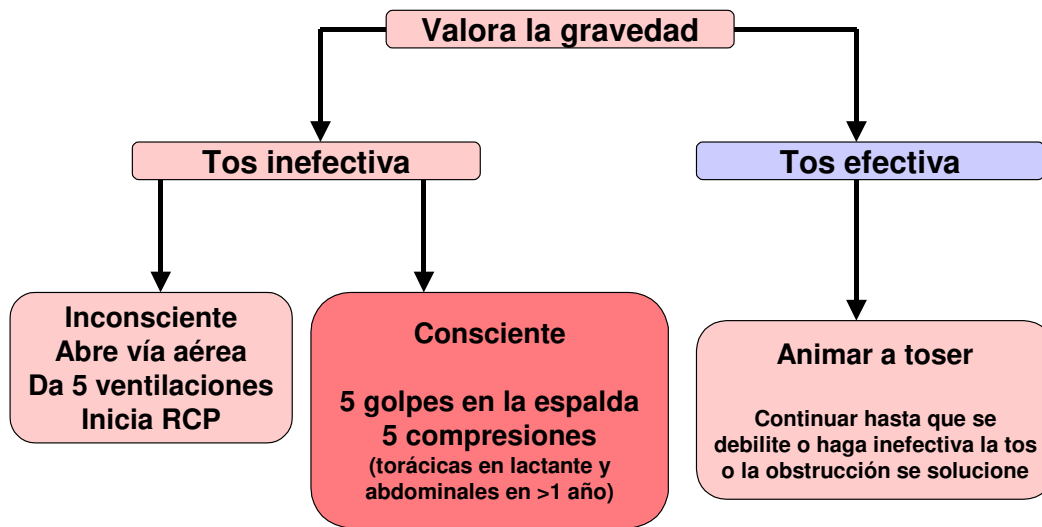 Valora la gravedad
Tos inefectiva
Tos efectiva
Inconsciente
Abre vía aérea
Da 5 ventilaciones
Inicia RCP
Consciente
5 golpes en la espalda
5 compresiones
(torácicas en lactante y
abdominales en >1 año)
Animar a toser
Continuar hasta que se
debilite o haga inefectiva la tos
o la obstrucción se solucione